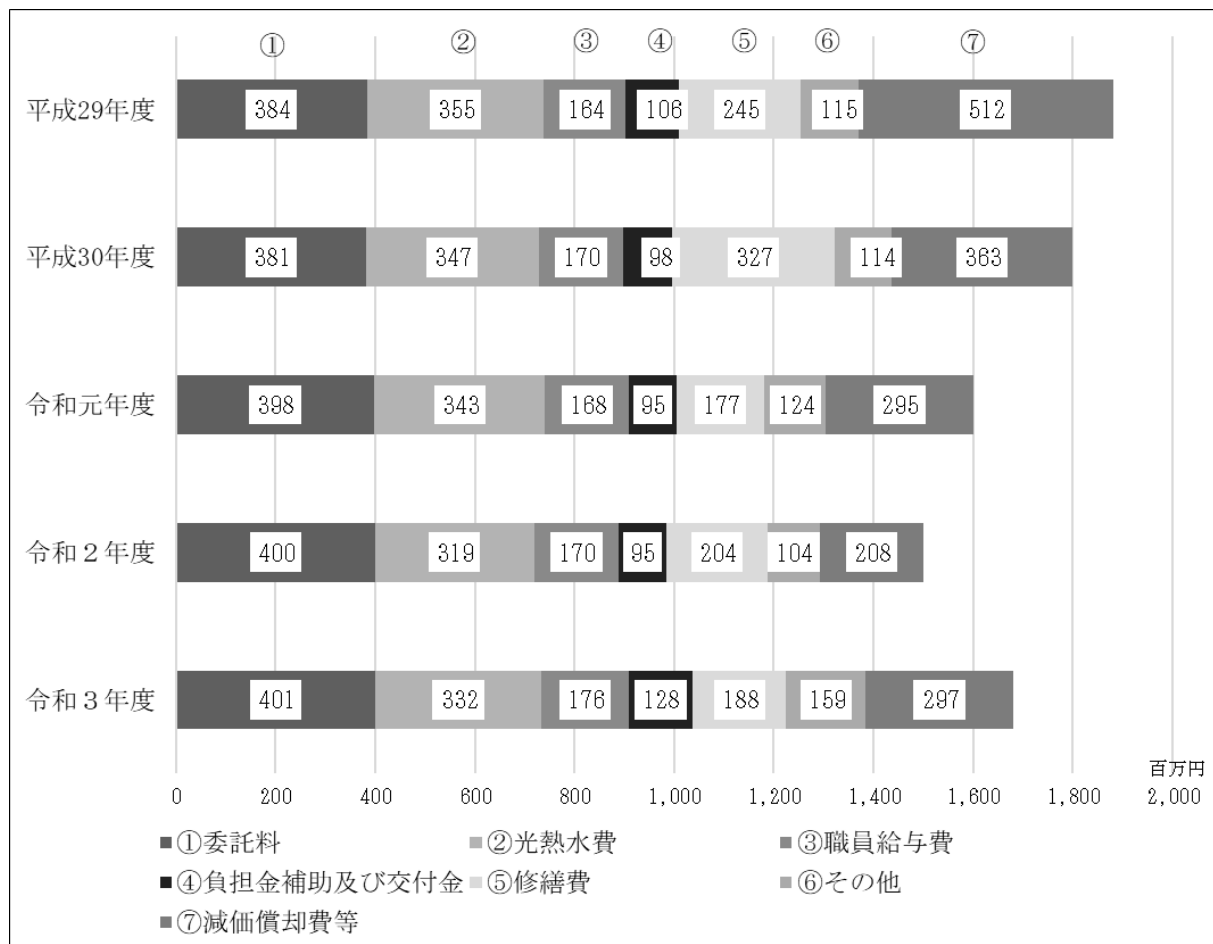 ① ② ③ ④ ⑤ ⑥ ⑦
平成29年度 384 355 164 106 245 115 512
平成30年度 381 347 170 98 327 114 363
令和元年度 398 343 168 95 177 124 295
令和２年度 400 319 170 95 204 104 208
令和３年度 401 332 176 128 188 159 297
百万円
0 200 400 600 800 1,000 1,200 1,400 1,600 1,800 2,000
①委託料 ②光熱水費 ③職員給与費
④負担金補助及び交付金 ⑤修繕費 ⑥その他
⑦減価償却費等